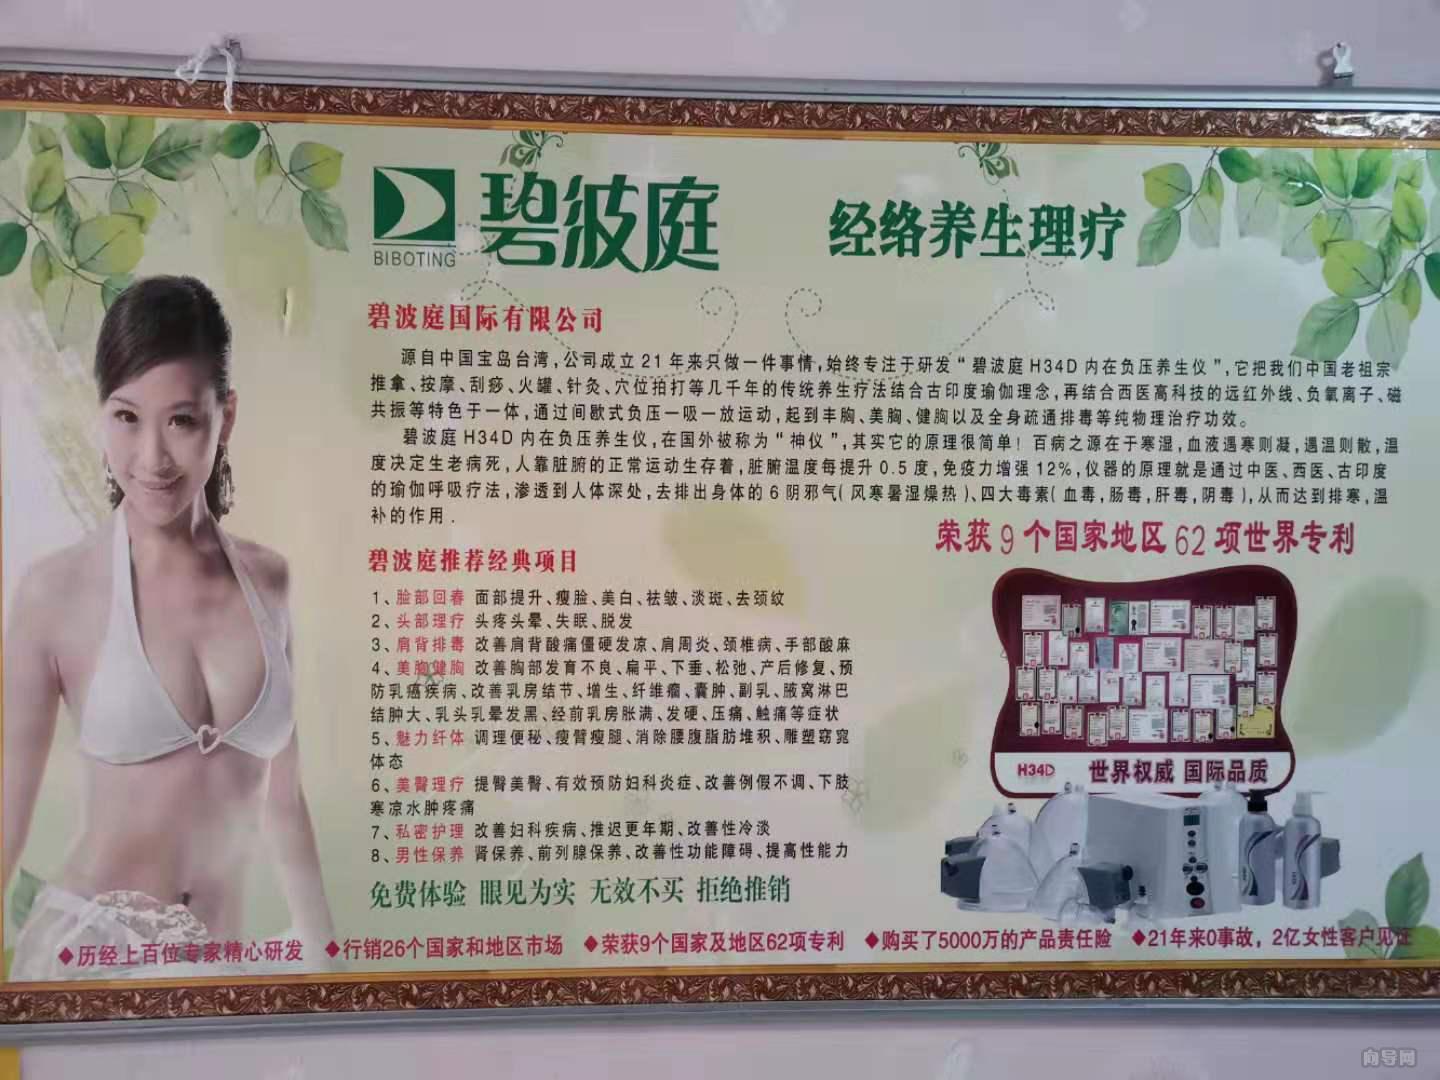 碧波庭
BIBOTING
经络养生理疗
碧波庭国际有限公司
源自中国宝岛台湾,公司成立21年来只做一件事情,始终专注于研发“碧波庭H34D内在负压养生仪”,它把我们中国老祖宗
推拿、按摩、刮痧、火罐、针灸、穴位拍打等几千年的传统养生疗法结合古印度瑜伽理念,再结合西医高科技的远红外线、负氧离子、磁
共振等特色于一体,通过间歇式负压一吸一放运动,起到丰胸、美胸、健胸以及全身疏通排毒等纯物理治疗功效。
碧波庭H34D内在负压养生仪,在国外被称为“神仪”,其实它的原理很简单！百病之源在于寒湿,血液遇寒则凝,遇温则散,温
度决定生老病死,人靠脏腑的正常运动生存着,脏腑温度每提升0.5度,免疫力增强12%,仪器的原理就是通过中医、西医、古印度
的瑜伽呼吸疗法,渗透到人体深处,去排出身体的6阴邪气(风寒暑湿燥热)、四大毒素(血毒,肠毒,肝毒,阴毒),从而达到排寒,温
补的作用.
荣获9个国家地区62项世界专利
碧波庭推荐经典项目
1、脸部回春 面部提升、瘦脸、美白、祛皱、淡斑、去颈纹
2、头部理疗 头疼头晕、失眠、脱发
3、肩背排毒 改善肩背酸痛僵硬发凉、肩周炎、颈椎病、手部酸麻
4、美胸健胸 改善胸部发育不良、扁平、下垂、松弛、产后修复、预
防乳癌疾病、改善乳房结节、增生、纤维瘤、囊肿、副乳、腋窝淋巴
结肿大、乳头乳晕发黑、经前乳房胀满、发硬、压痛、触痛等症状
5、魅力纤体 调理便秘、瘦臂瘦腿、消除腰腹脂肪堆积、雕塑窈窕
体态
6、美臀理疗 提臀美臀、有效预防妇科炎症、改善例假不调、下肢
寒凉水肿疼痛
7、私密护理 改善妇科疾病、推迟更年期、改善性冷淡
8、男性保养 肾保养、前列腺保养、改善性功能障碍、提高性能力
H34D 世界权威 国际品质
免费体验 眼见为实 无效不买 拒绝推销
◆历经上百位专家精心研发 ◆行销26个国家和地区市场 ◆荣获9个国家及地区62项专利 ◆购买了5000万的产品责任险 ◆21年来0事故，2亿女性客户见证
向导网